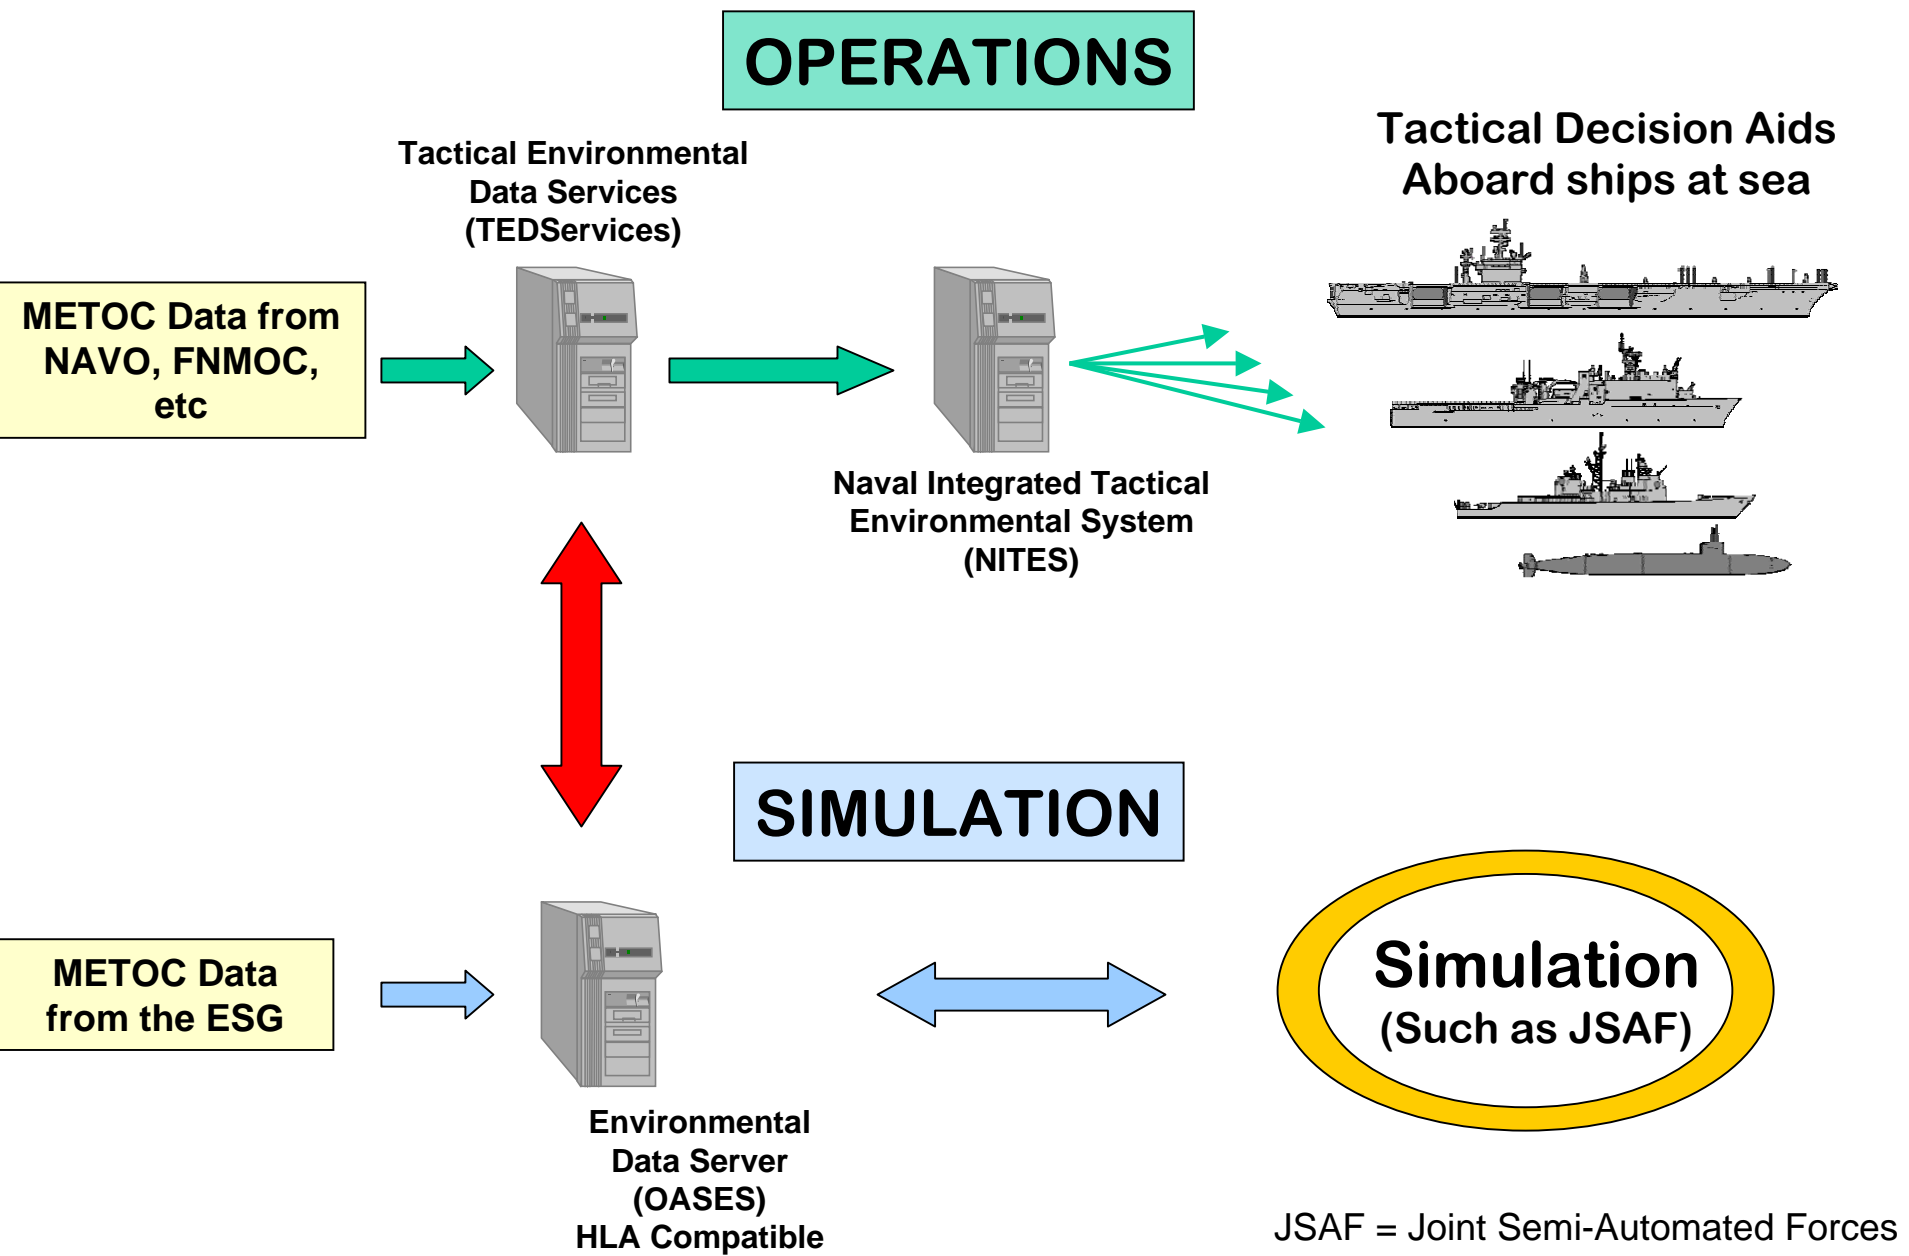 OPERATIONS
Tactical Decision Aids
Aboard ships at sea
Tactical Environmental
Data Services
(TEDServices)
METOC Data from
NAVO, FNMOC,
etc
Naval Integrated Tactical
Environmental System
(NITES)
SIMULATION
METOC Data
from the ESG
Simulation
(Such as JSAF)
Environmental
Data Server
(OASES)
HLA Compatible
JSAF = Joint Semi-Automated Forces